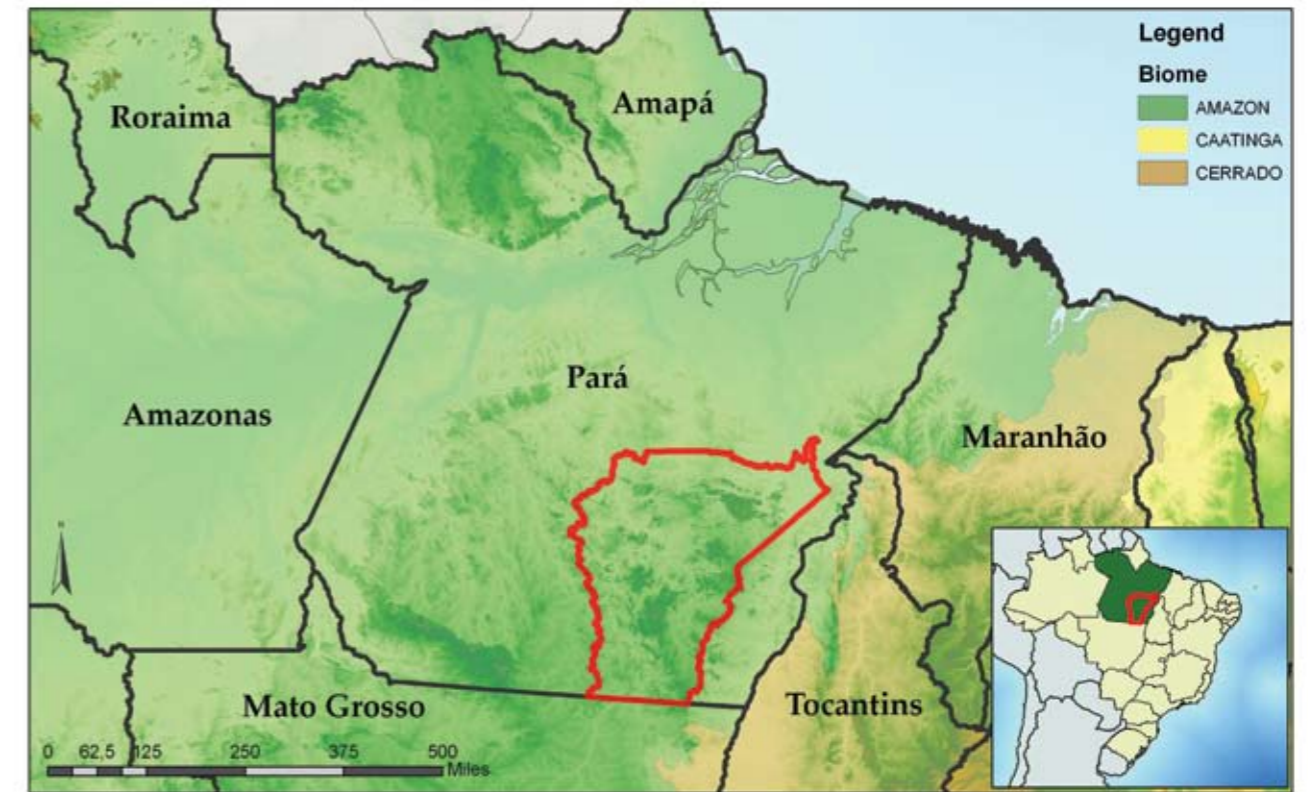 Legend
Biome
AMAZON
CAATINGA
CERRADO
Roraima
Amapá
Pará
Amazonas
Maranhão
Mato Grosso
Tocantins
N
0 62,5 125 250 375 500
Miles